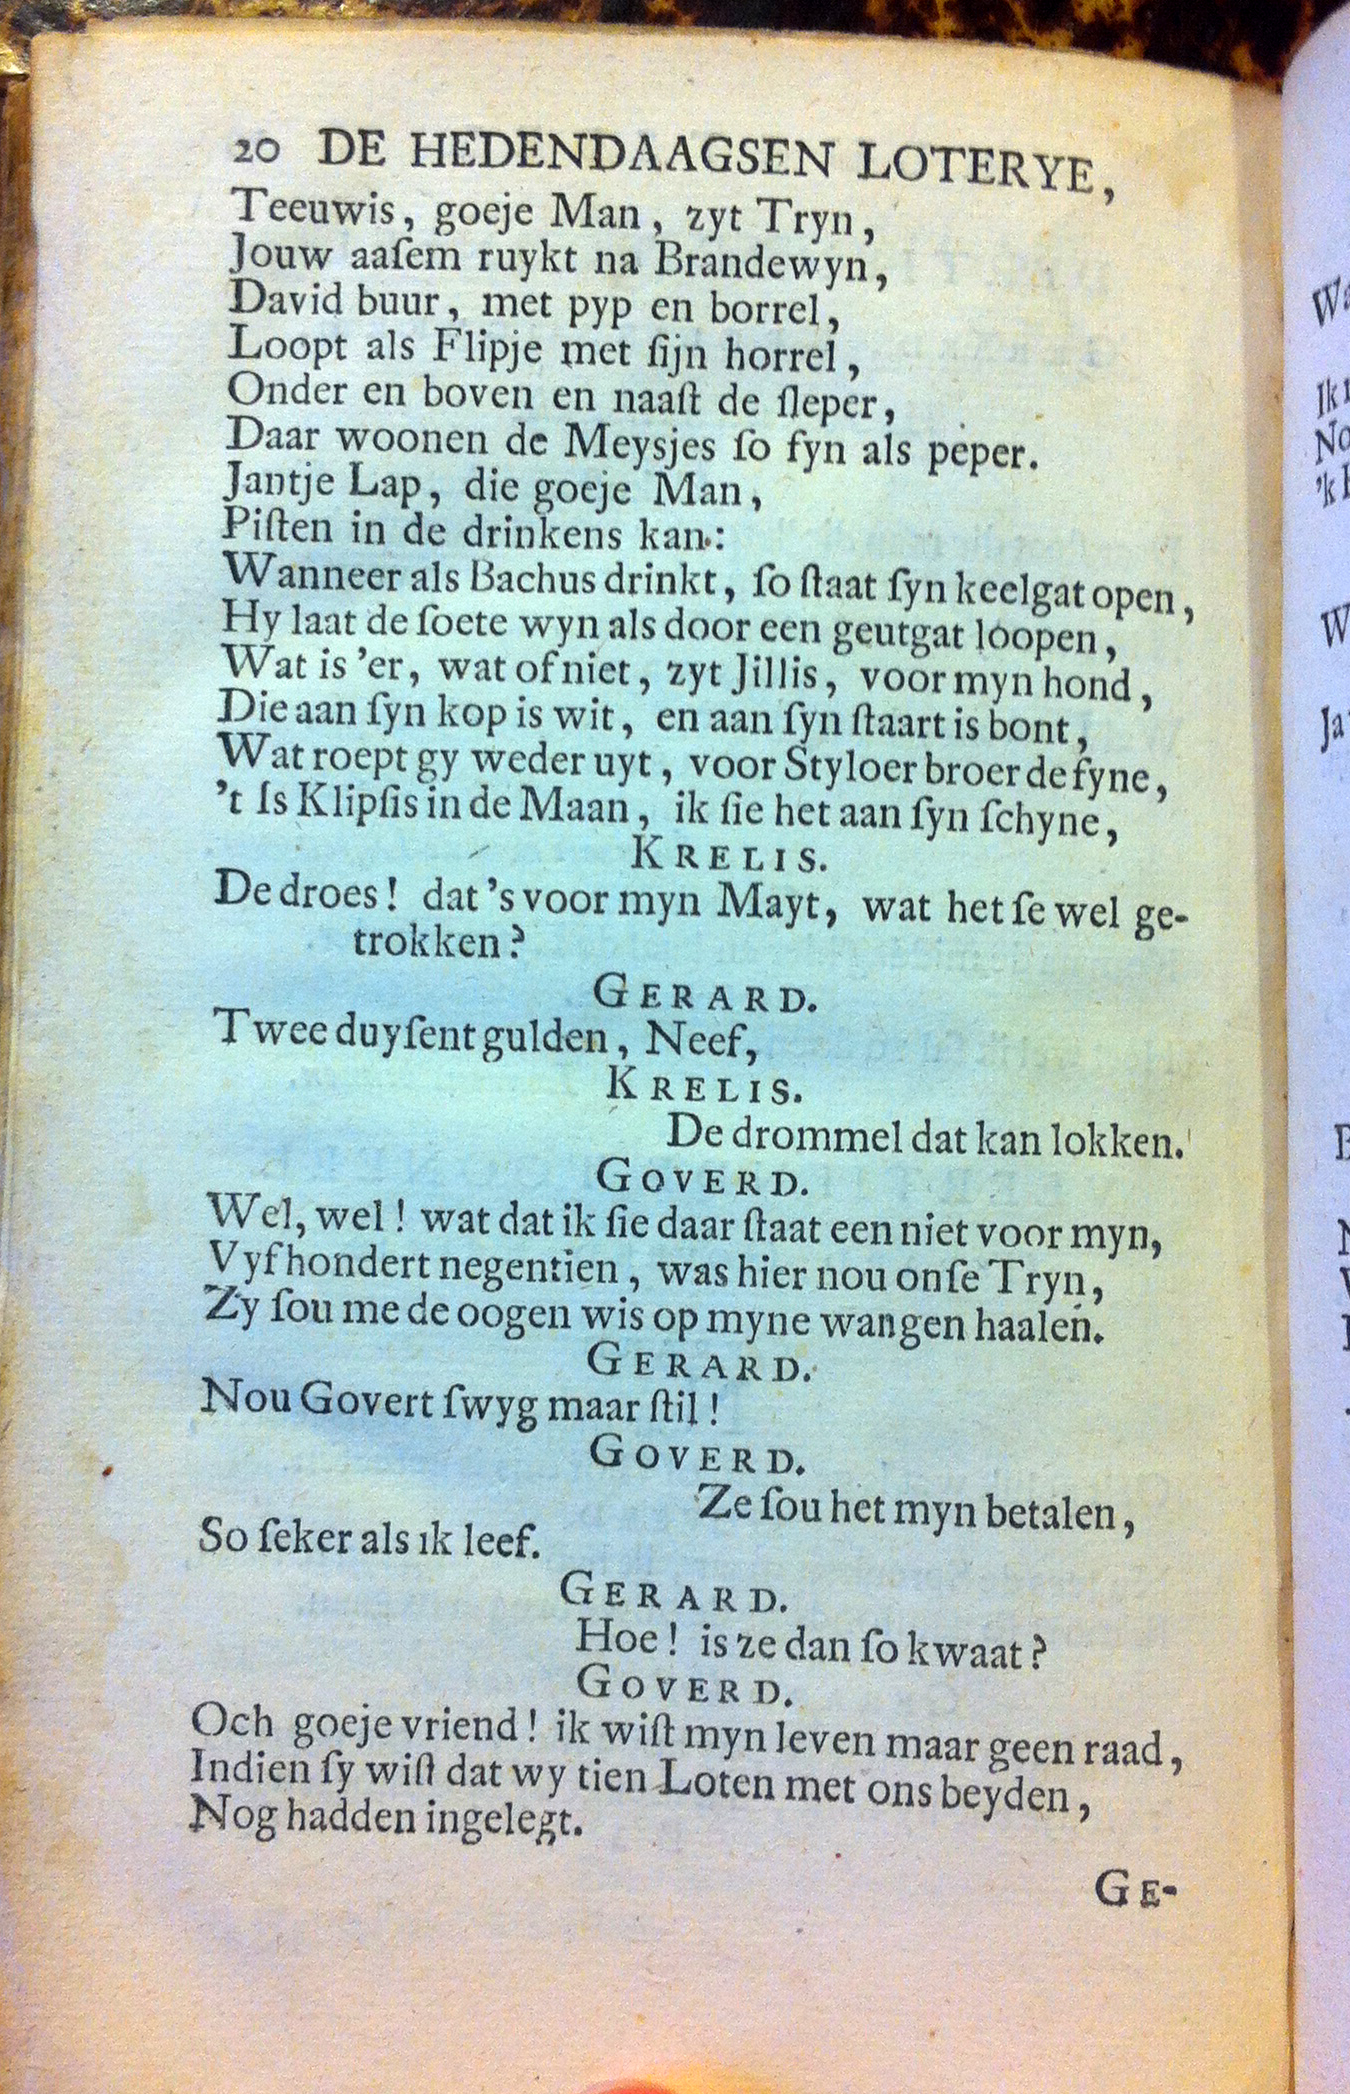 20 DE HEDENDAAGSEN LOTERYE,
Teeuwis, goeje Man, zyt Tryn,
Jouw aaſem ruykt na Brandewyn,
David buur, met pyp en borrel,
Loopt als Flipje met ſijn horrel,
Onder en boven en naaſt de ſleper,
Daar woonen de Meysjes ſo fyn als peper.
Jantje Lap, die goeje Man,
Piſten in de drinkens kan:
Wanneer als Bachus drinkt, ſo ſtaat ſyn keelgat open,
Hy laat de ſoete wyn als door een geutgat loopen,
Wat is 'er, wat of niet, zyt Jillis, voor myn hond,
Die aan ſyn kop is wit, en aan ſyn ſtaart is bont,
Wat roept gy weder uyt, voor Styloer broer de fyne,
't Is Klipſis in de Maan, ik ſie het aan ſyn ſchyne,
KRELIS.
De droes! dat 's voor myn Mayt, wat het ſe wel ge-
trokken?
GERARD.
Twee duyſent gulden, Neef,
KRELIS.
De drommel dat kan lokken.
GOVERD.
Wel, wel! wat dat ik ſie daar ſtaat een niet voor myn,
Vyf hondert negentien, was hier nou onſe Tryn,
Zy ſou me de oogen wis op myne wangen haalen.
GERARD.
Nou Govert ſwyg maar ſtil!
GOVERD.
Ze ſou het myn betalen,
So ſeker als ik leef.
GERARD.
Hoe! is ze dan ſo kwaat?
GOVERD.
Och goeje vriend! ik wiſt myn leven maar geen raad,
Indien ſy wiſt dat wy tien Loten met ons beyden,
Nog hadden ingelegt.
GE-